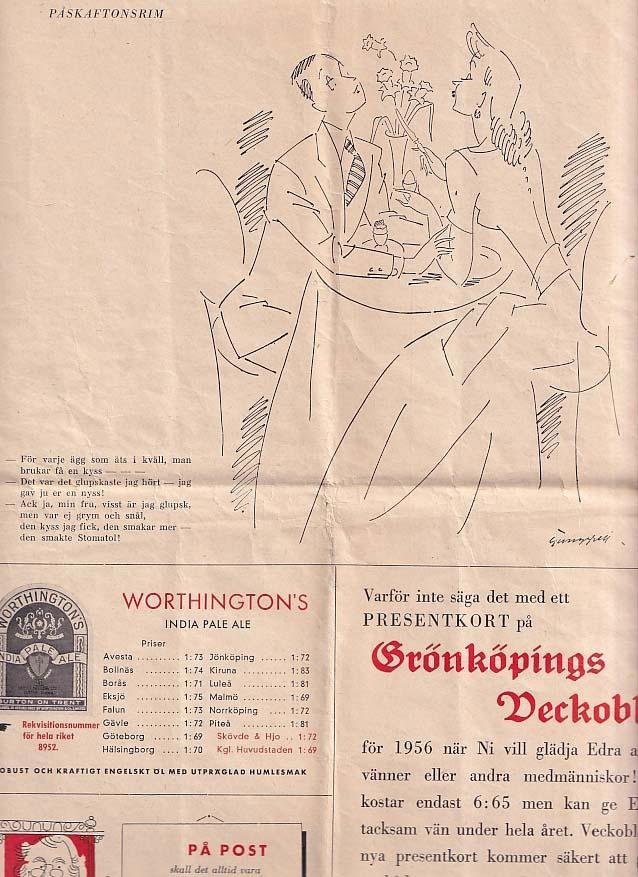 PÅSKAFTONSRIM
— För varje ägg som äts i kväll, man
brukar få en kyss — — —
— Det var det glupskaste jag hört — jag
gav ju er en nyss!
— Ack ja, min fru, visst är jag glupsk,
men var ej grym och snål,
den kyss jag fick, den smakar mer —
den smakte Stomatol!
WORTHINGTON'S
INDIA PALE ALE
BURTON ON TRENT
Rekvisitionsnummer
för hela riket
8952.
WORTHINGTON'S
INDIA PALE ALE
Priser
Avesta .......... 1:73 Jönköping ...... 1:72
Bollnäs ......... 1:74 Kiruna ......... 1:83
Borås ........... 1:71 Luleå .......... 1:81
Eksjö ........... 1:75 Malmö .......... 1:69
Falun ........... 1:73 Norrköping ..... 1:72
Gävle ........... 1:72 Piteå .......... 1:81
Göteborg ........ 1:69 Skövde & Hjo .. 1:72
Hälsingborg .... 1:70 Kgl. Huvudstaden 1:69
OBUST OCH KRAFTIGT ENGELSKT ÖL MED UTPRÄGLAD HUMLESMAK
PÅ POST
skall det alltid vara
Varför inte säga det med ett
PRESENTKORT på
Grönköpings
Veckobl
för 1956 när Ni vill glädja Edra a
vänner eller andra medmänniskor!
kostar endast 6:65 men kan ge E
tacksam vän under hela året. Veckobl
nya presentkort kommer säkert att